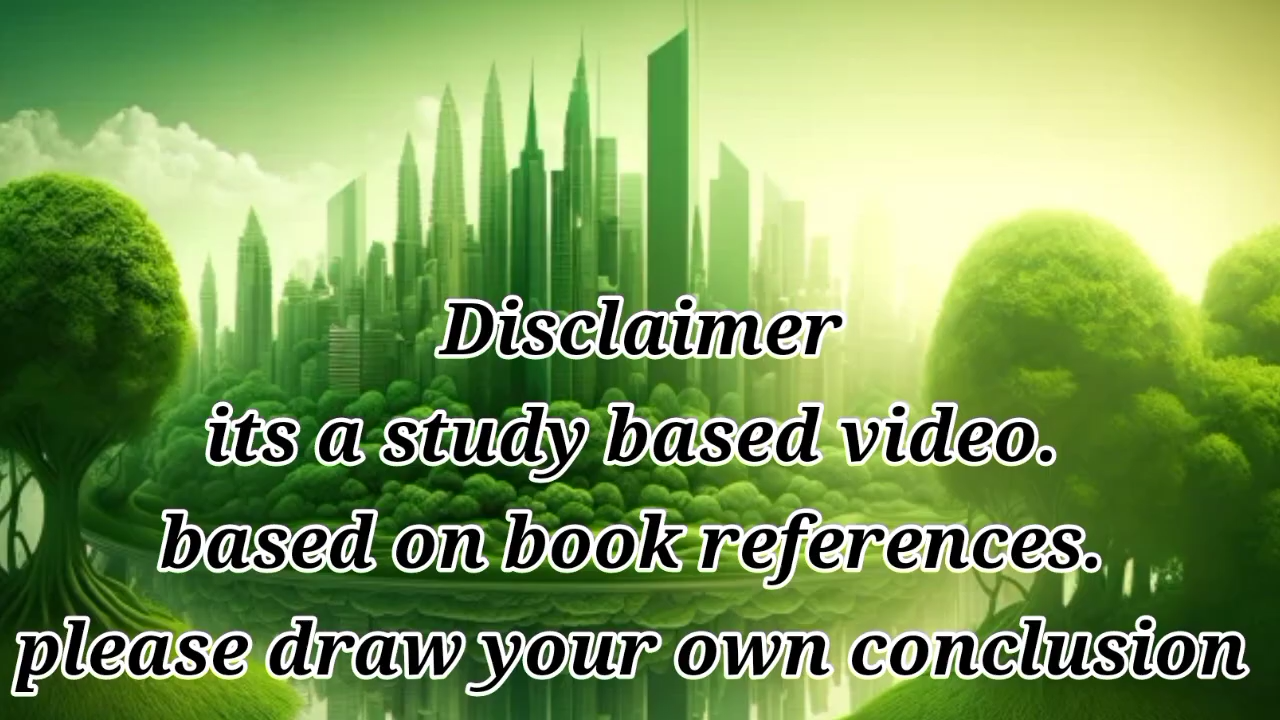 Disclaimer
its a study based video.
based on book references.
please draw your own conclusion